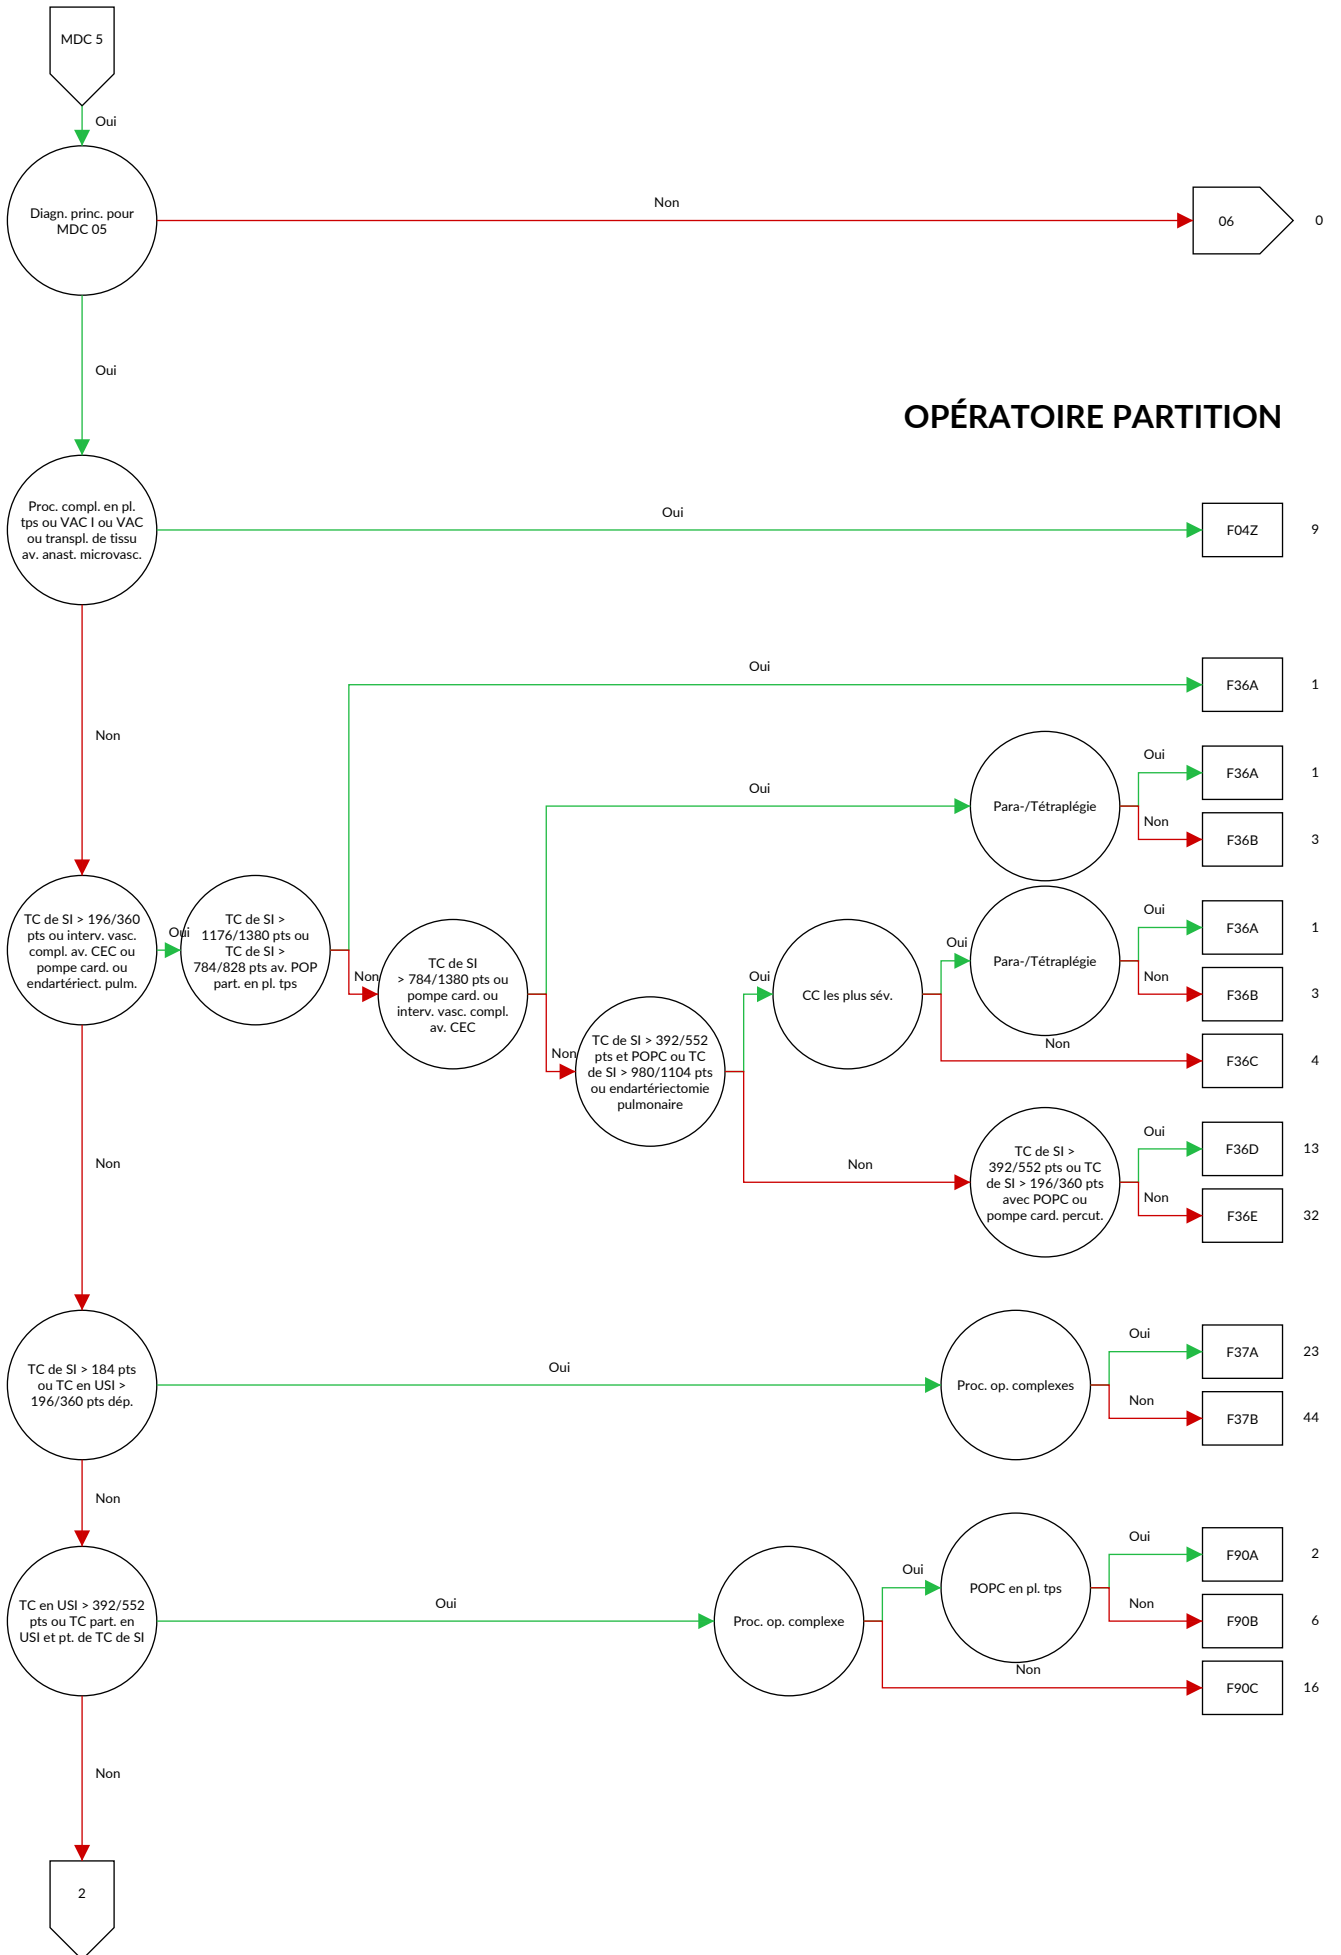 MDC 5
Oui
Diagn. princ. pour
MDC 05
Non
06
0
Oui
OPÉRATOIRE PARTITION
Proc. compl. en pl.
tps ou VAC I ou VAC
ou transpl. de tissu
av. anast. microvasc.
Oui
F04Z
9
Non
Oui
F36A
1
Oui
Para-/Tétraplégie
Oui
F36A
1
Non
F36B
3
TC de SI > 196/360
pts ou interv. vasc.
compl. av. CEC ou
pompe card. ou
endartériect. pulm.
Oui
TC de SI >
1176/1380 pts ou
TC de SI >
784/828 pts av. POP
part. en pl. tps
Non
TC de SI
> 784/1380 pts ou
pompe card. ou
interv. vasc. compl.
av. CEC
Non
TC de SI > 392/552
pts et POPC ou TC
de SI > 980/1104 pts
ou endartériectomie
pulmonaire
Oui
CC les plus sév.
Oui
Para-/Tétraplégie
Oui
F36A
1
Non
F36B
3
Non
F36C
4
Non
TC de SI >
392/552 pts ou TC
de SI > 196/360 pts
avec POPC ou
pompe card. percut.
Oui
F36D
13
Non
F36E
32
Non
TC de SI > 184 pts
ou TC en USI >
196/360 pts dép.
Oui
Proc. op. complexes
Oui
F37A
23
Non
F37B
44
Non
TC en USI > 392/552
pts ou TC part. en
USI et pt. de TC de SI
Oui
Proc. op. complexe
Oui
POPC en pl. tps
Oui
F90A
2
Non
F90B
6
Non
F90C
16
Non
2